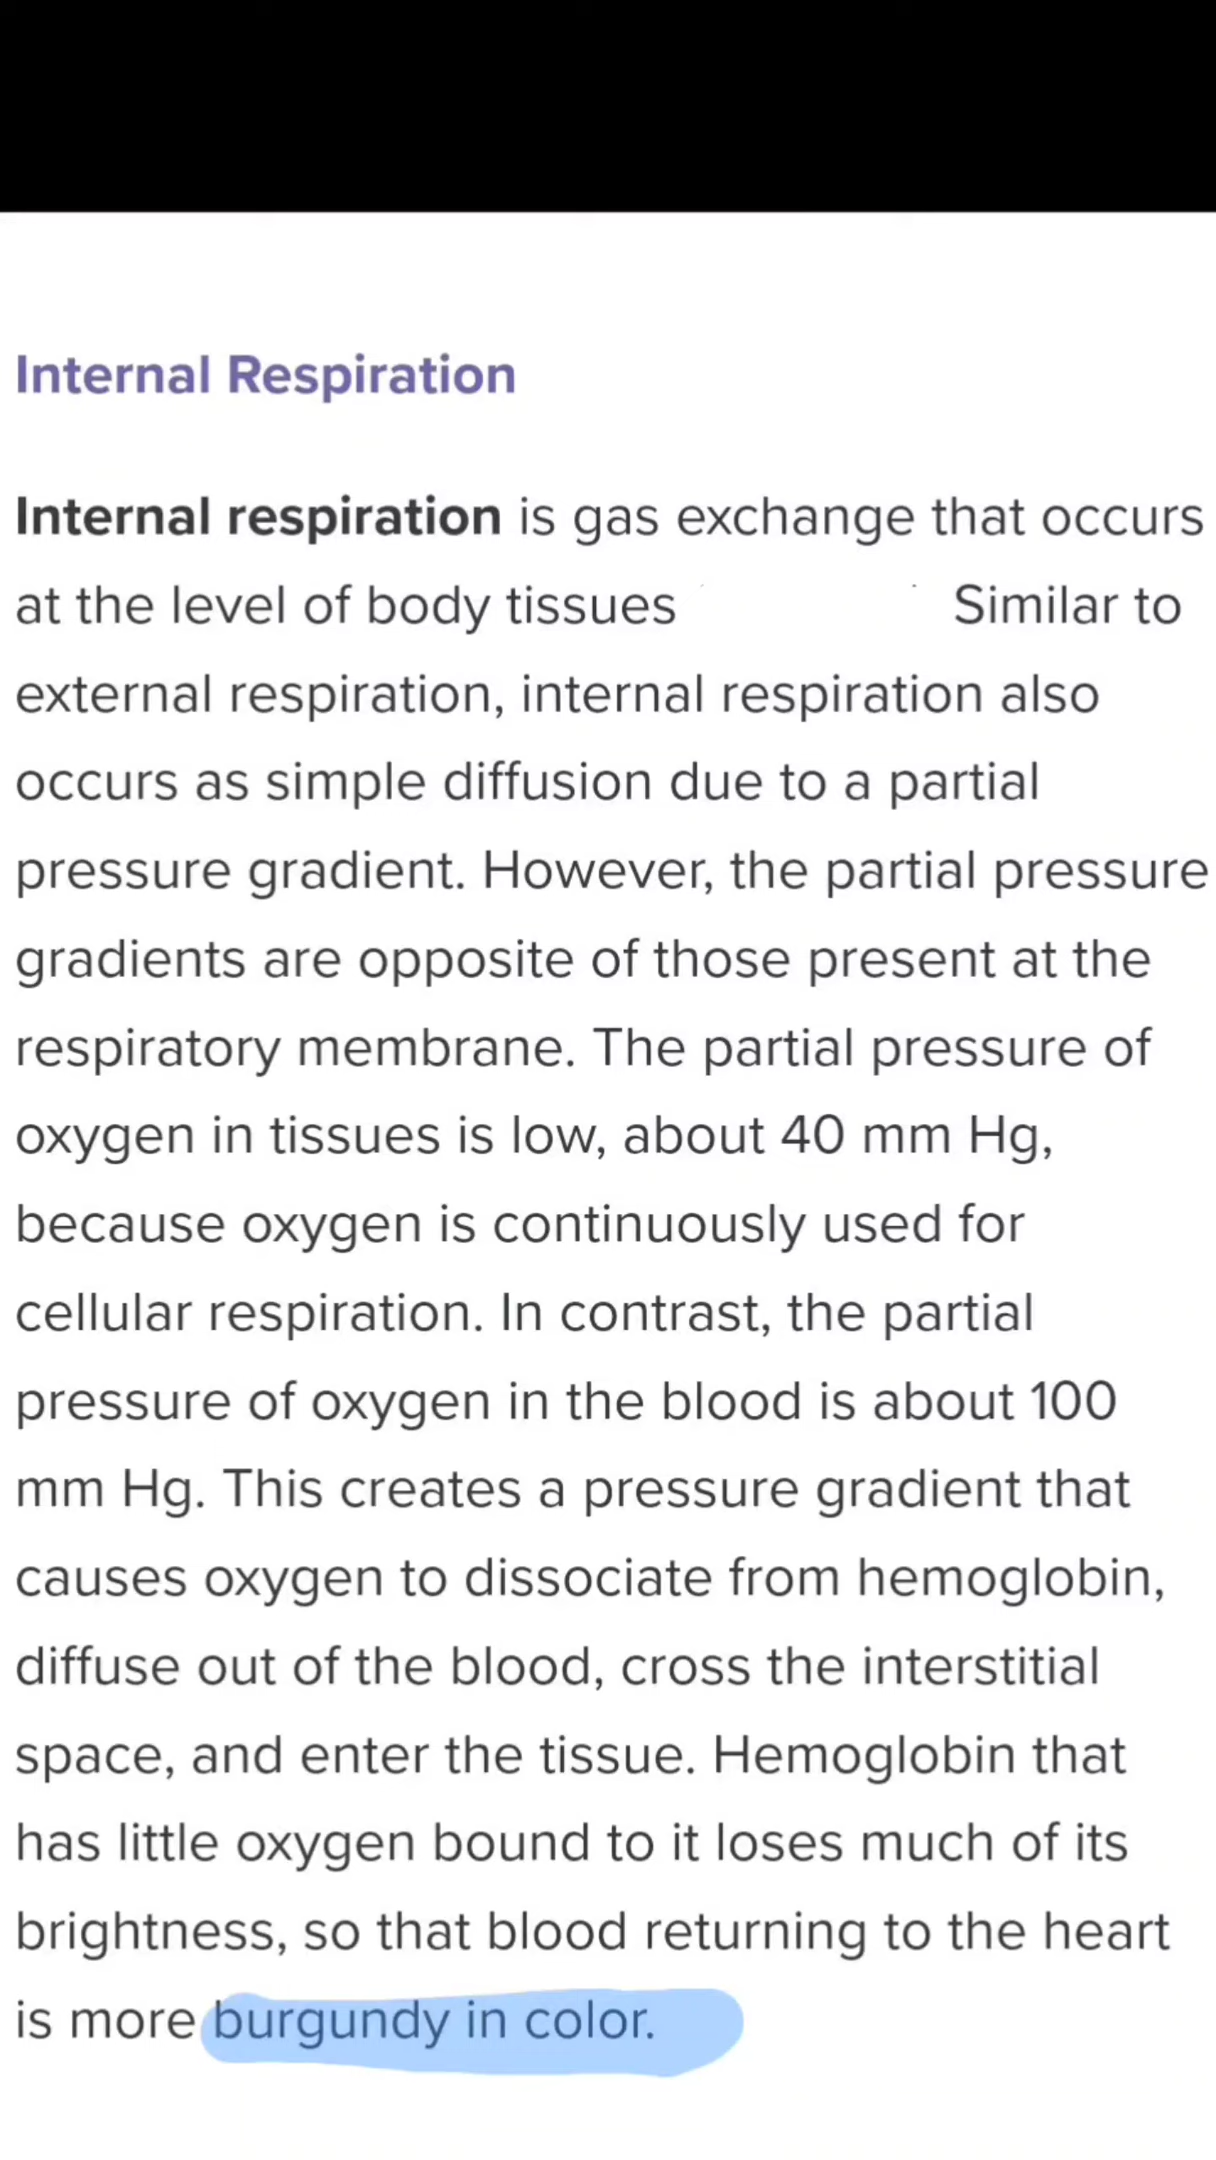 Internal Respiration
Internal respiration is gas exchange that occurs
at the level of body tissues Similar to
external respiration, internal respiration also
occurs as simple diffusion due to a partial
pressure gradient. However, the partial pressure
gradients are opposite of those present at the
respiratory membrane. The partial pressure of
oxygen in tissues is low, about 40 mm Hg,
because oxygen is continuously used for
cellular respiration. In contrast, the partial
pressure of oxygen in the blood is about 100
mm Hg. This creates a pressure gradient that
causes oxygen to dissociate from hemoglobin,
diffuse out of the blood, cross the interstitial
space, and enter the tissue. Hemoglobin that
has little oxygen bound to it loses much of its
brightness, so that blood returning to the heart
is more burgundy in color.